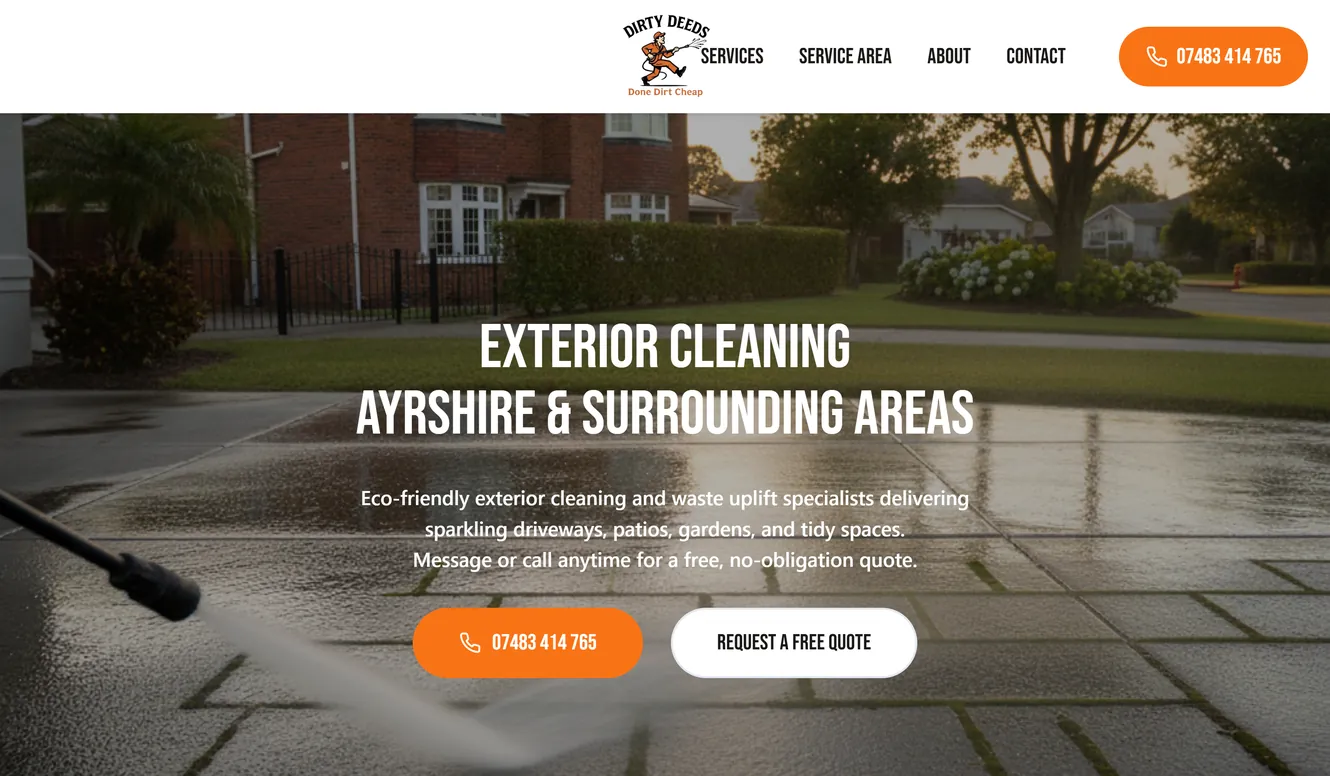 DIRTY DEEDS
Done Dirt Cheap
SERVICES
SERVICE AREA
ABOUT
CONTACT
07483 414 765
EXTERIOR CLEANING
AYRSHIRE & SURROUNDING AREAS
Eco-friendly exterior cleaning and waste uplift specialists delivering
sparkling driveways, patios, gardens, and tidy spaces.
Message or call anytime for a free, no-obligation quote.
07483 414 765
REQUEST A FREE QUOTE